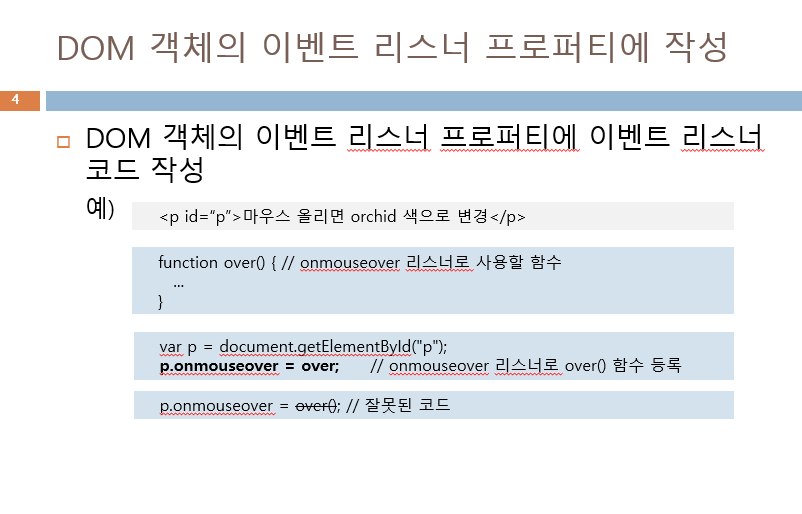 DOM 객체의 이벤트 리스너 프로퍼티에 작성
4
DOM 객체의 이벤트 리스너 프로퍼티에 이벤트 리스너
코드 작성
예)
<p id=“p”>마우스 올리면 orchid 색으로 변경</p>
function over() { // onmouseover 리스너로 사용할 함수
...
}
var p = document.getElementById("p");
p.onmouseover = over; // onmouseover 리스너로 over() 함수 등록
p.onmouseover = over(); // 잘못된 코드